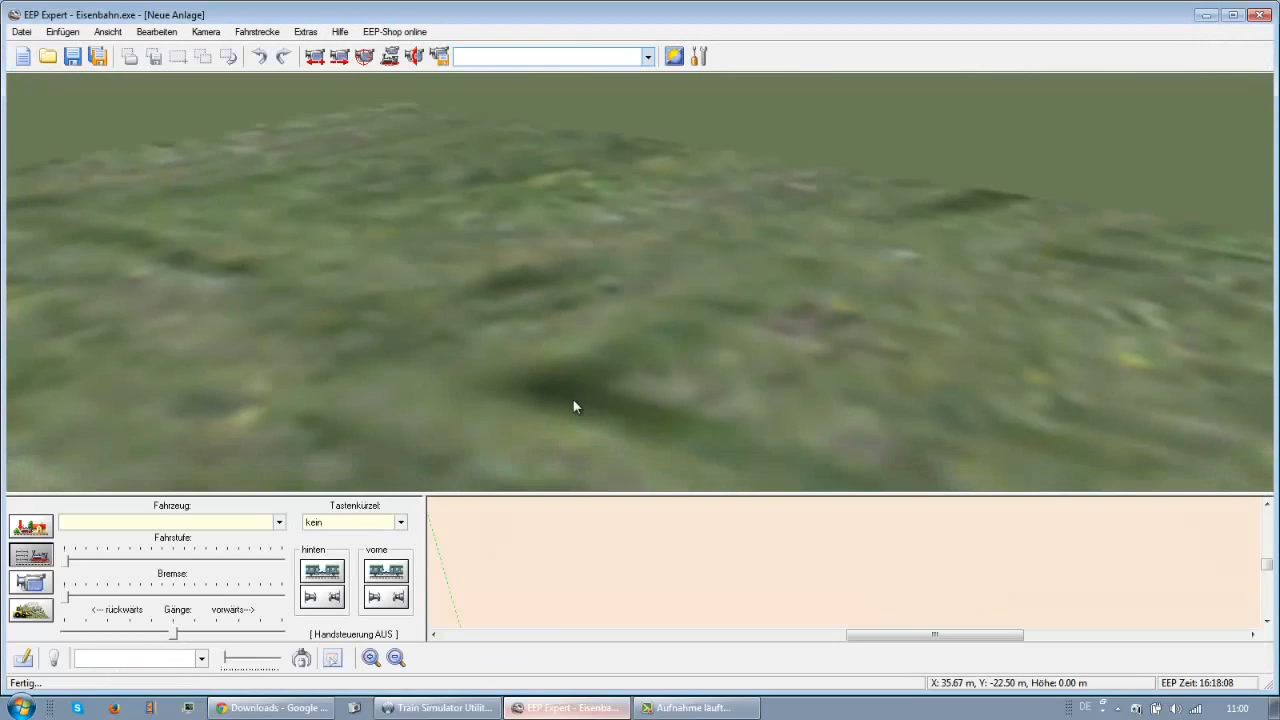 EEP Expert - Eisenbahn.exe - [Neue Anlage]
Datei Einfügen Ansicht Bearbeiten Kamera Fahrstrecke Extras Hilfe EEP-Shop online
Fahrzeug: Tastenkürzel:
kein
Fahrstufe:
hinten vorne
Bremse:
<--- rückwärts Gänge: vorwärts--->
[ Handsteuerung AUS ]
Fertig... X: 35.67 m, Y: -22.50 m, Höhe: 0.00 m EEP Zeit: 16:18:08
Downloads - Google ... Train Simulator Utilit... EEP Expert - Eisenba... Aufnahme läuft... DE 11:00